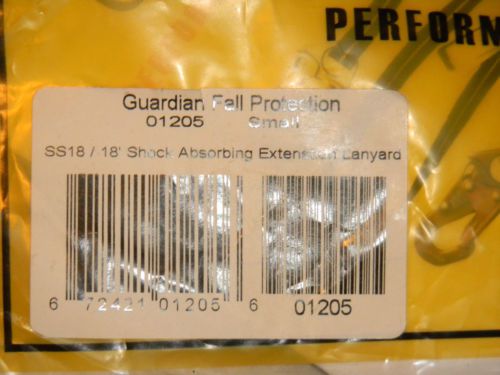 PERFORM
Guardian Fall Protection
01205 Small
SS18 / 18' Shock Absorbing Extension Lanyard
6 72421 01205 6 01205